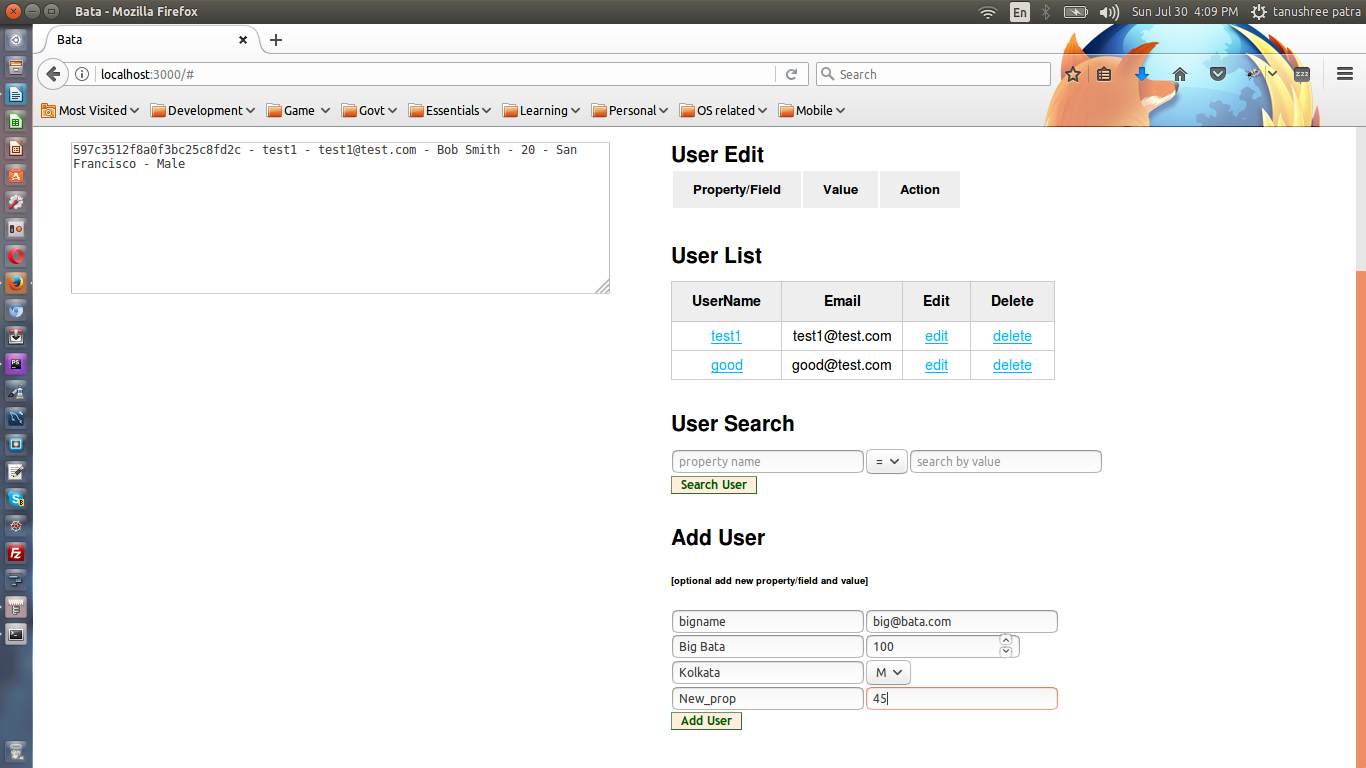 Bata - Mozilla Firefox
En
Sun Jul 30 4:09 PM
tanushree patra
Bata
localhost:3000/#
Search
zzz
Most Visited
Development
Game
Govt
Essentials
Learning
Personal
OS related
Mobile
597c3512f8a0f3bc25c8fd2c - test1 - test1@test.com - Bob Smith - 20 - San
Francisco - Male
User Edit
Property/Field Value Action
User List
UserName Email Edit Delete
test1 test1@test.com edit delete
good good@test.com edit delete
User Search
property name = search by value
Search User
Add User
[optional add new property/field and value]
bigname big@bata.com
Big Bata 100
Kolkata M
New_prop 45
Add User